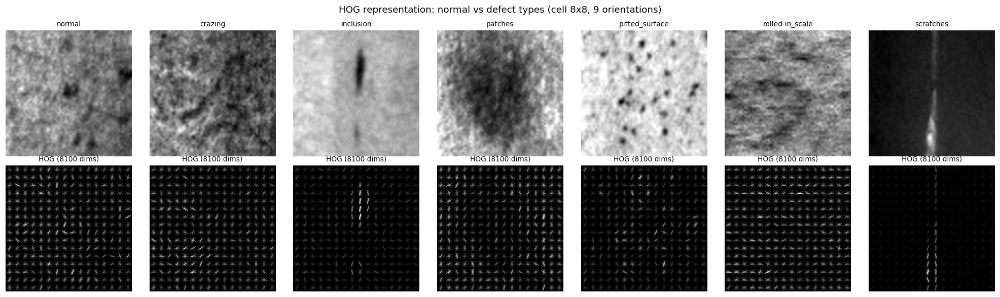 HOG representation: normal vs defect types (cell 8x8, 9 orientations)
normal
crazing
inclusion
patches
pitted_surface
rolled-in_scale
scratches
HOG (8100 dims)
HOG (8100 dims)
HOG (8100 dims)
HOG (8100 dims)
HOG (8100 dims)
HOG (8100 dims)
HOG (8100 dims)